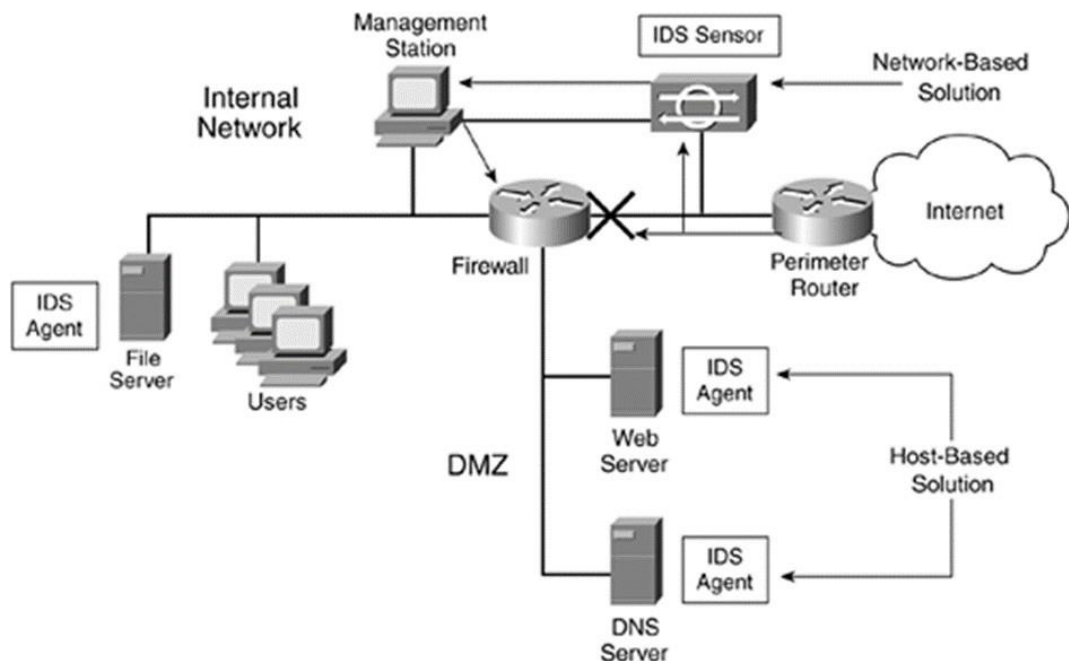 Management
Station
IDS Sensor
Network-Based
Solution
Internal
Network
Internet
Firewall
Perimeter
Router
IDS
Agent
File
Server
Users
IDS
Agent
Web
Server
DMZ
Host-Based
Solution
IDS
Agent
DNS
Server